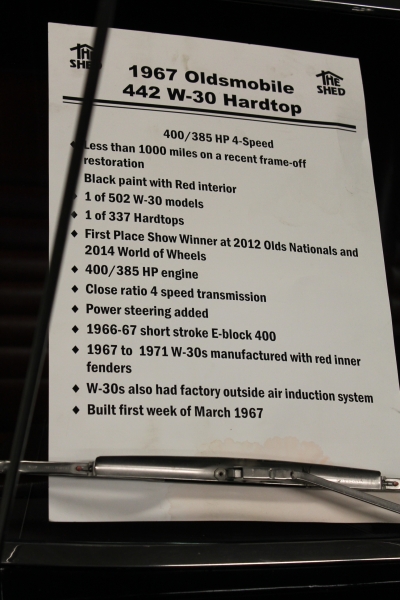 THE SHED
THE SHED
1967 Oldsmobile
442 W-30 Hardtop
400/385 HP 4-Speed
♦ Less than 1000 miles on a recent frame-off
restoration
Black paint with Red interior
♦ 1 of 502 W-30 models
♦ 1 of 337 Hardtops
♦ First Place Show Winner at 2012 Olds Nationals and
2014 World of Wheels
♦ 400/385 HP engine
♦ Close ratio 4 speed transmission
♦ Power steering added
♦ 1966-67 short stroke E-block 400
♦ 1967 to 1971 W-30s manufactured with red inner
fenders
♦ W-30s also had factory outside air induction system
♦ Built first week of March 1967